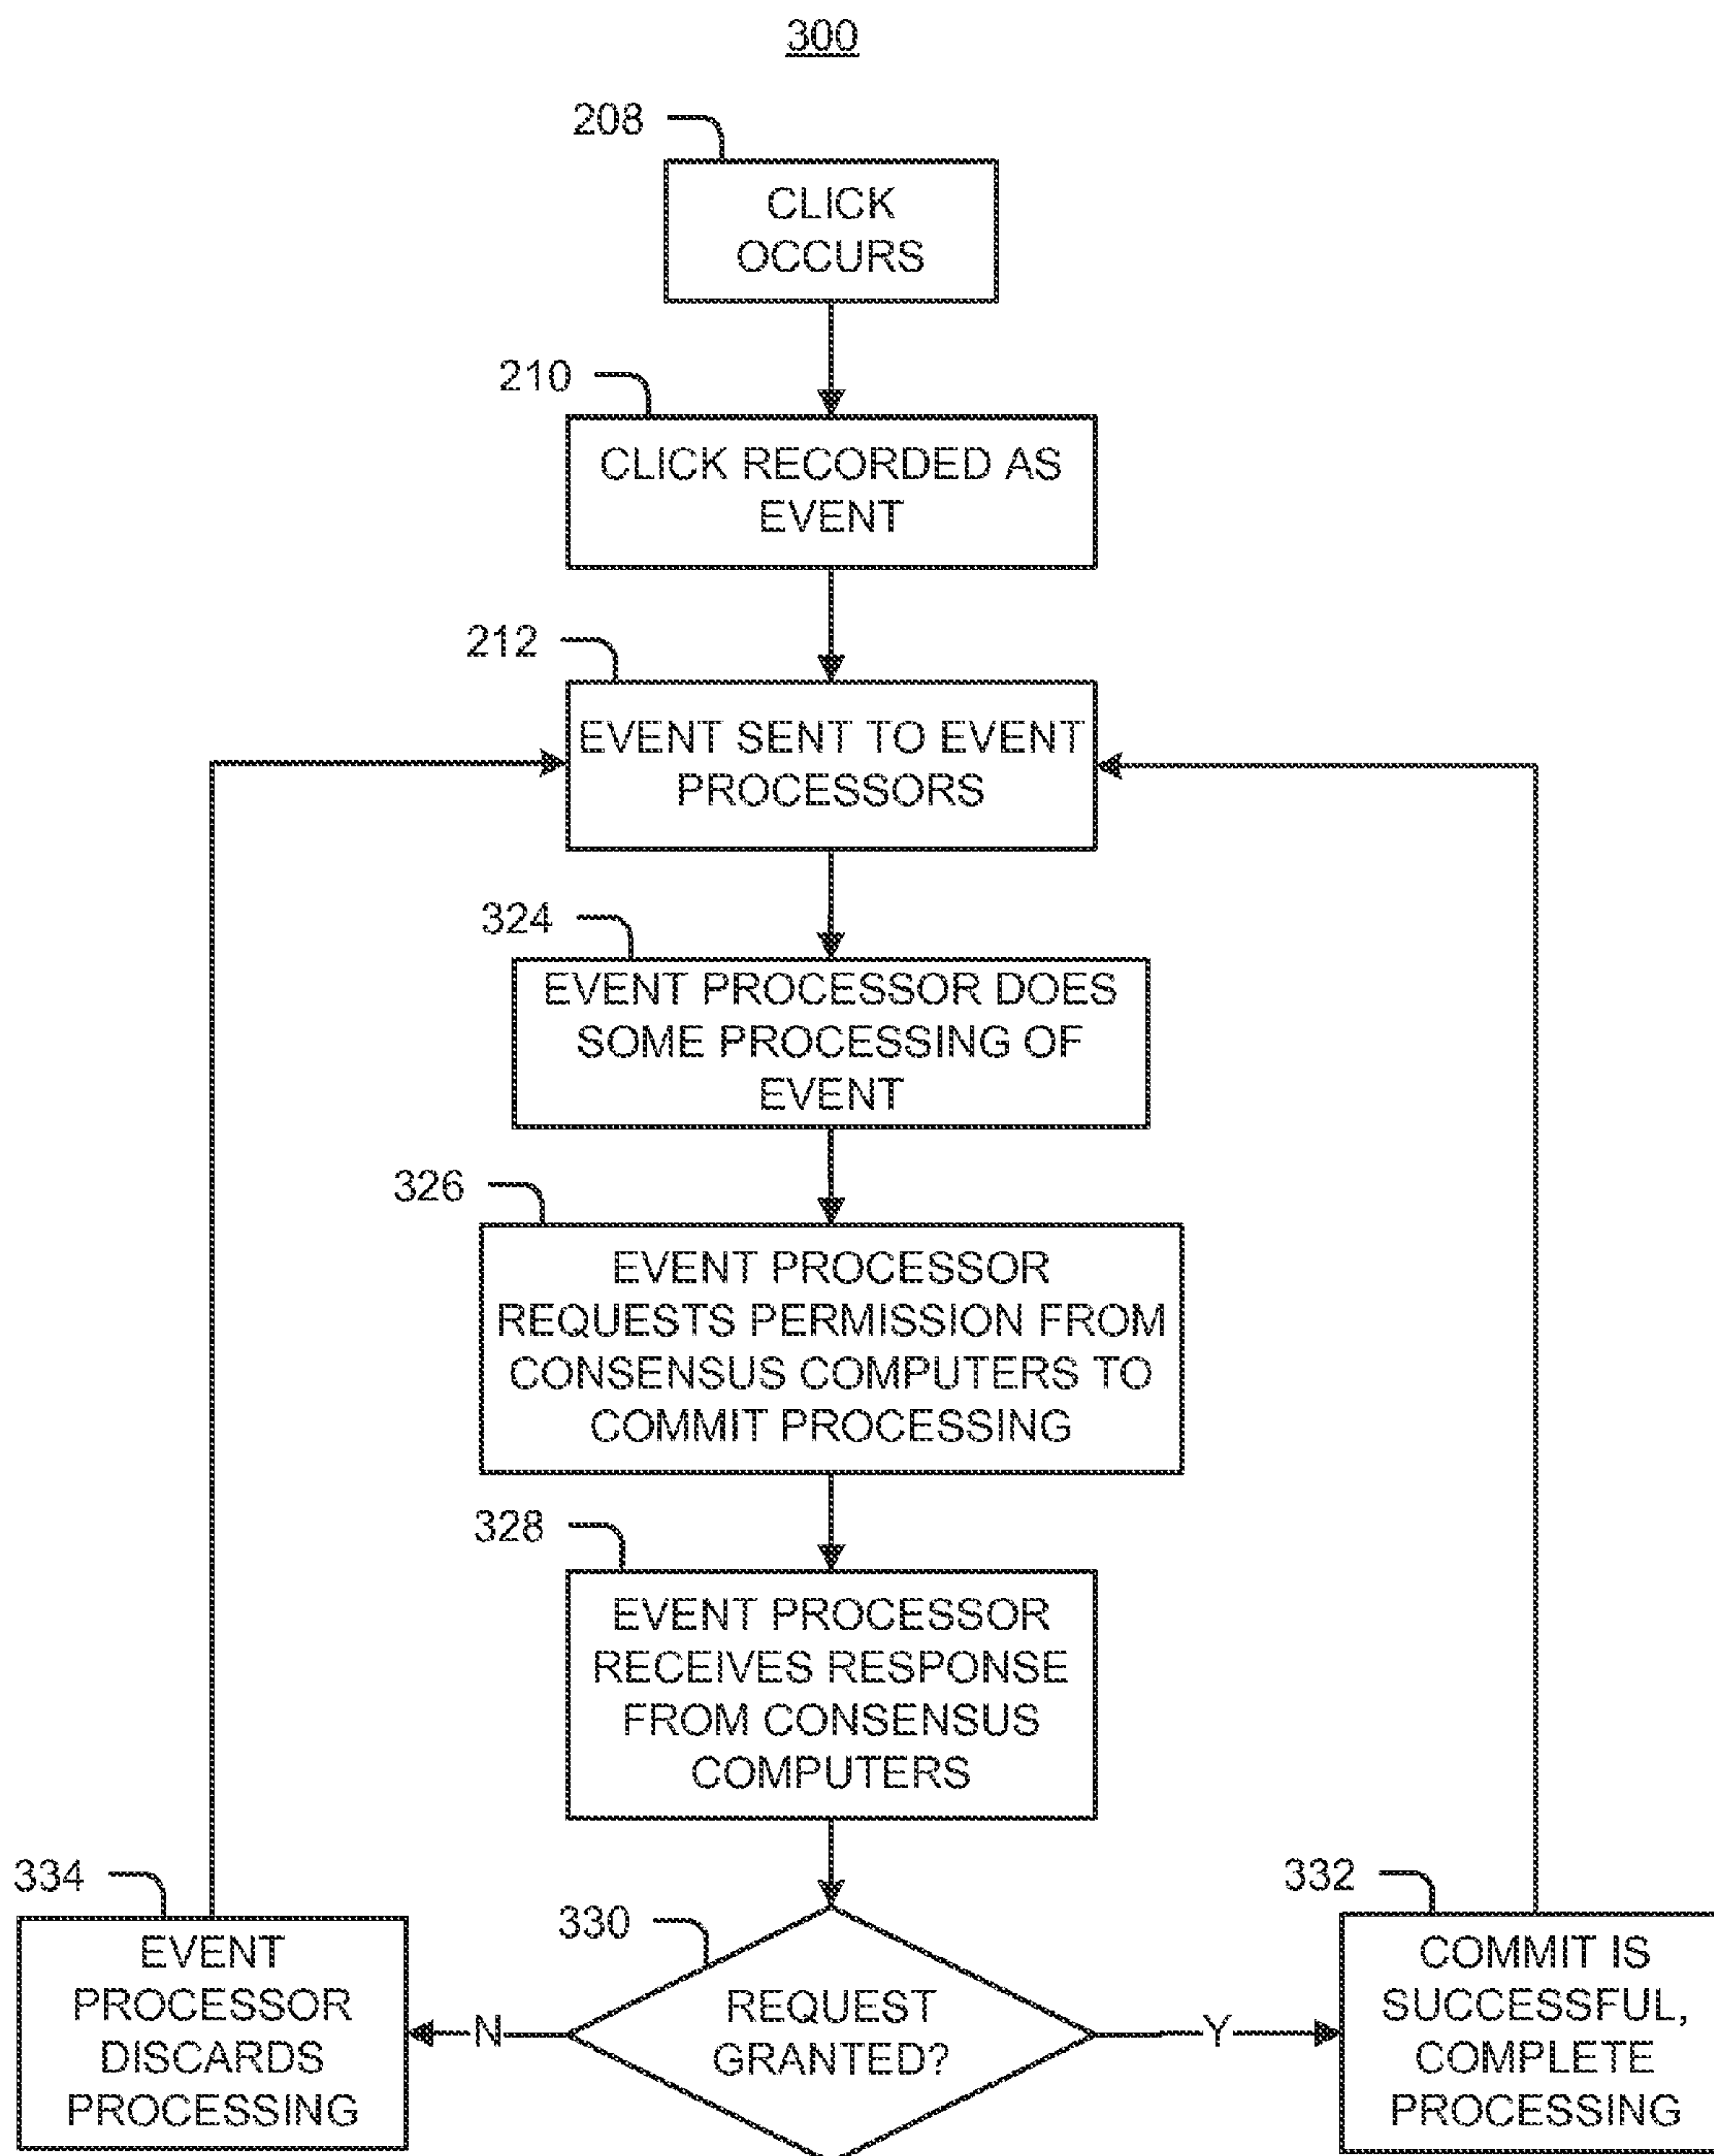 300
208
CLICK
OCCURS
210
CLICK RECORDED AS
EVENT
212
EVENT SENT TO EVENT
PROCESSORS
324
EVENT PROCESSOR DOES
SOME PROCESSING OF
EVENT
326
EVENT PROCESSOR
REQUESTS PERMISSION FROM
CONSENSUS COMPUTERS TO
COMMIT PROCESSING
328
EVENT PROCESSOR
RECEIVES RESPONSE
FROM CONSENSUS
COMPUTERS
334
EVENT
PROCESSOR
DISCARDS
PROCESSING
N
330
REQUEST
GRANTED?
Y
332
COMMIT IS
SUCCESSFUL,
COMPLETE
PROCESSING